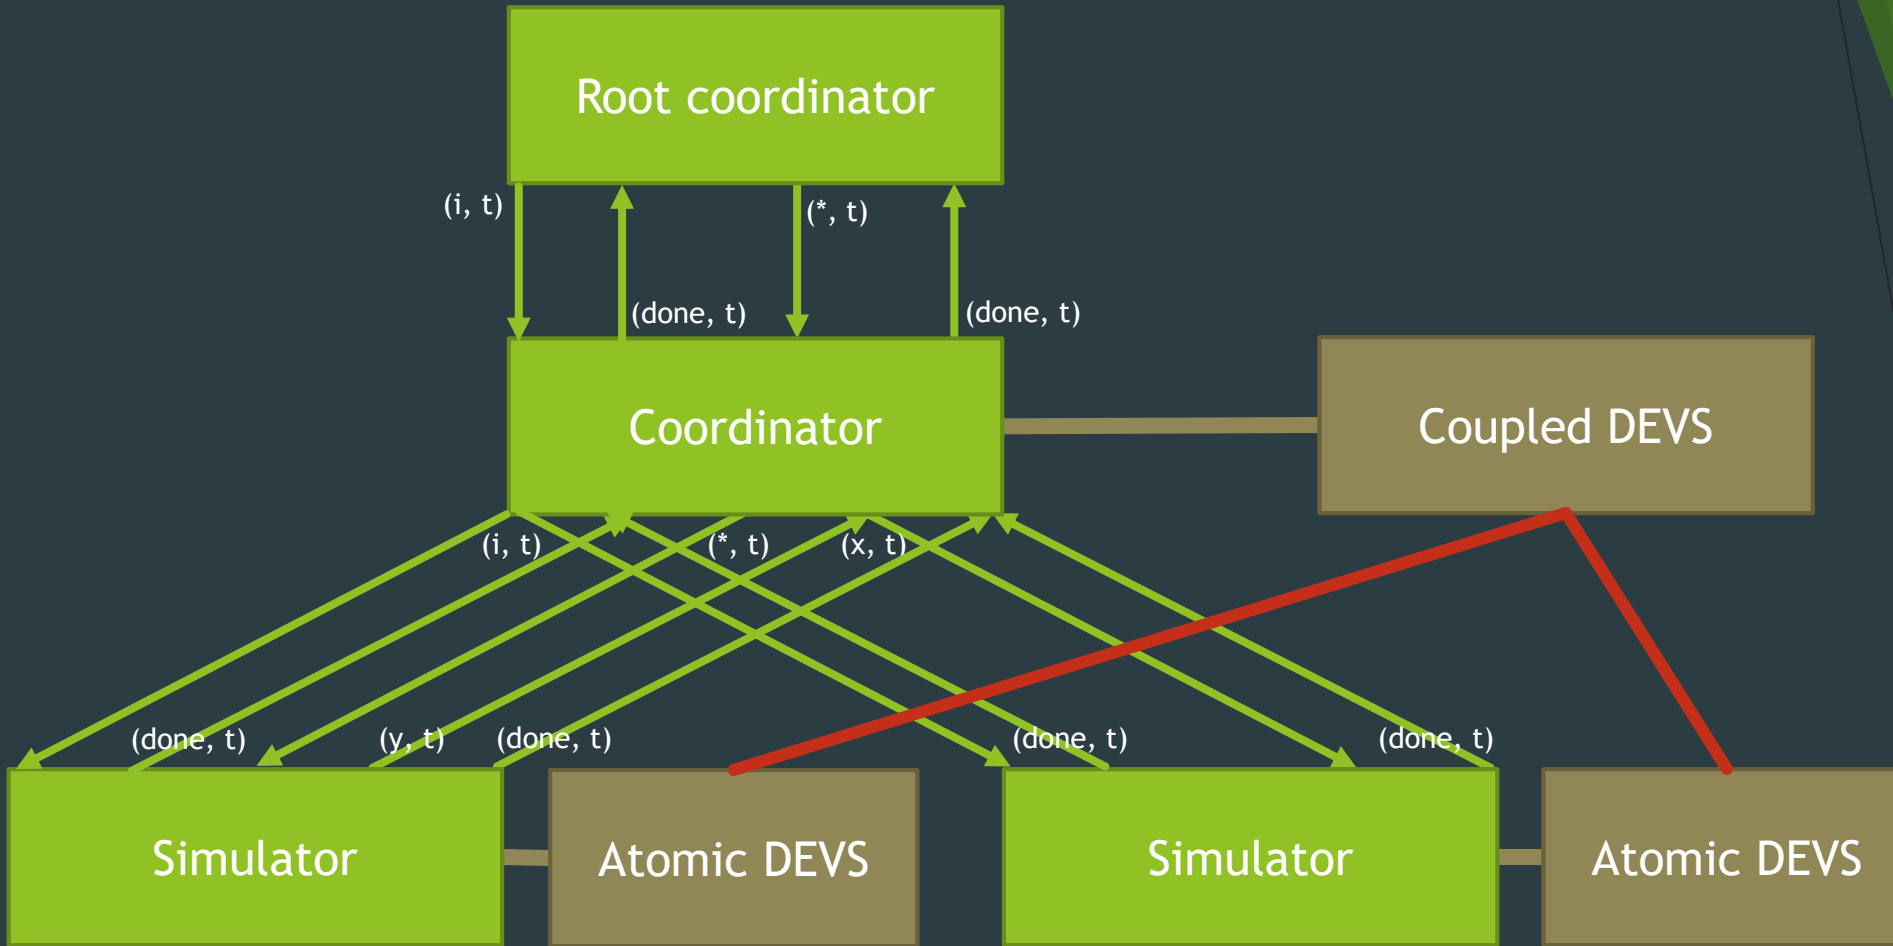 Root coordinator
(i, t)
(*, t)
(done, t)
(done, t)
Coordinator
Coupled DEVS
(i, t)
(*, t)
(x, t)
(done, t)
(y, t)
(done, t)
(done, t)
(done, t)
Simulator
Atomic DEVS
Simulator
Atomic DEVS